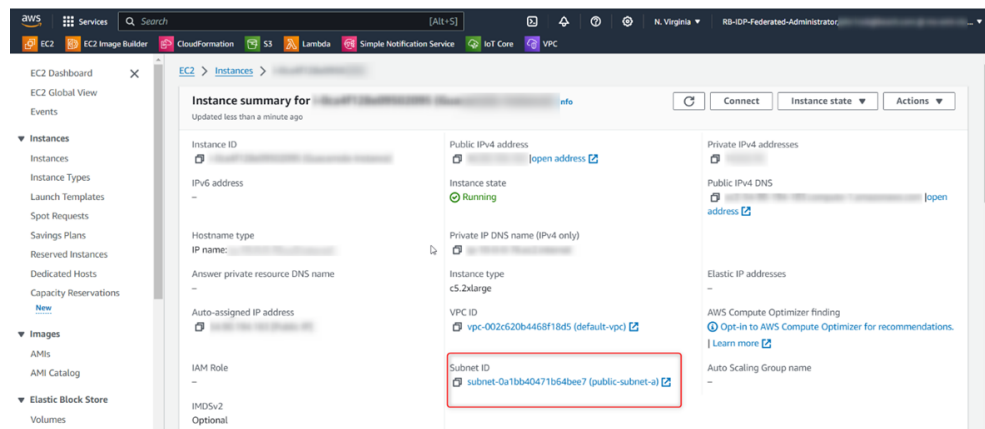 aws Services Search [Alt+S] N. Virginia ▼ RB-IDP-Federated-Administrator
EC2 EC2 Image Builder CloudFormation S3 Lambda Simple Notification Service IoT Core VPC
EC2 Dashboard
EC2 Global View
Events
Instances
Instances
Instance Types
Launch Templates
Spot Requests
Savings Plans
Reserved Instances
Dedicated Hosts
Capacity Reservations
New
Images
AMIs
AMI Catalog
Elastic Block Store
Volumes
EC2 > Instances >
Instance summary for Info
Updated less than a minute ago
Connect Instance state ▼ Actions ▼
Instance ID
Public IPv4 address
|open address
Private IPv4 addresses
IPv6 address
–
Instance state
Running
Public IPv4 DNS
|open
address
Hostname type
IP name:
Private IP DNS name (IPv4 only)
Answer private resource DNS name
–
Instance type
c5.2xlarge
Elastic IP addresses
–
Auto-assigned IP address
VPC ID
vpc-002c620b4468f18d5 (default-vpc)
AWS Compute Optimizer finding
Opt-in to AWS Compute Optimizer for recommendations.
| Learn more
IAM Role
–
Subnet ID
subnet-0a1bb40471b64bee7 (public-subnet-a)
Auto Scaling Group name
–
IMDSv2
Optional